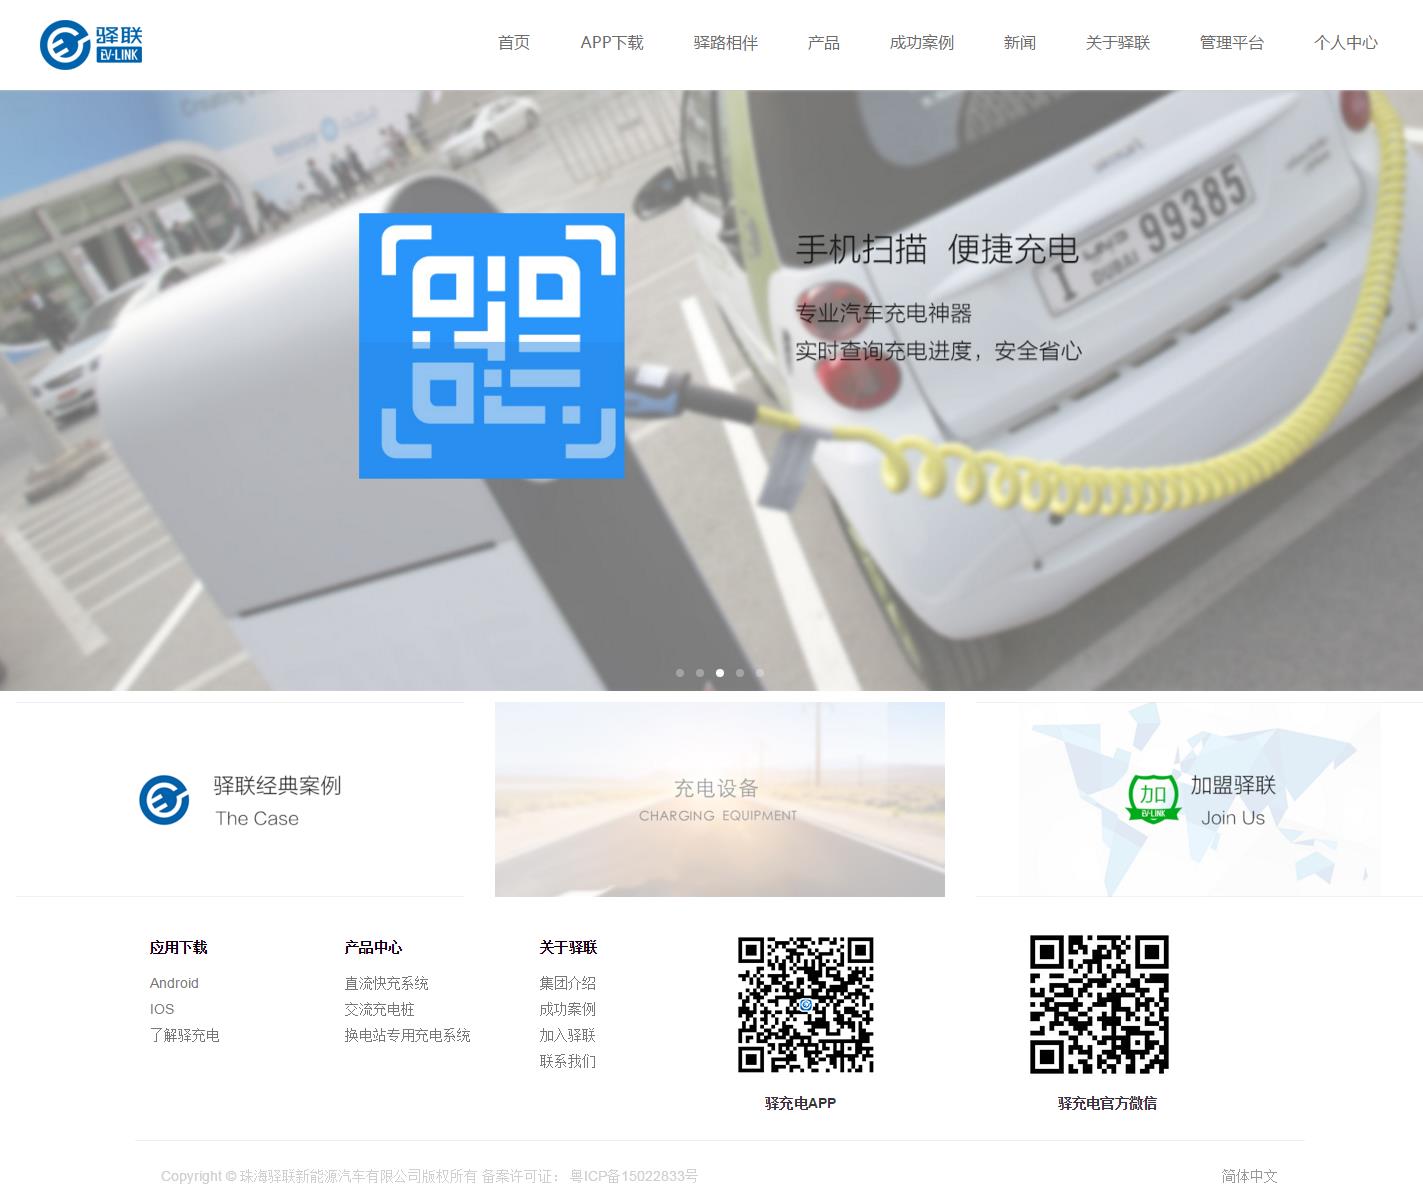 驿联
EV-LINK
首页 APP下载 驿路相伴 产品 成功案例 新闻 关于驿联 管理平台 个人中心
手机扫描 便捷充电
专业汽车充电神器
实时查询充电进度，安全省心
I DUBAI 99385
驿联经典案例
The Case
充电设备
CHARGING EQUIPMENT
加
EV-LINK
加盟驿联
Join Us
应用下载
Android
IOS
了解驿充电
产品中心
直流快充系统
交流充电桩
换电站专用充电系统
关于驿联
集团介绍
成功案例
加入驿联
联系我们
驿充电APP
驿充电官方微信
Copyright © 珠海驿联新能源汽车有限公司版权所有 备案许可证： 粤ICP备15022833号
简体中文